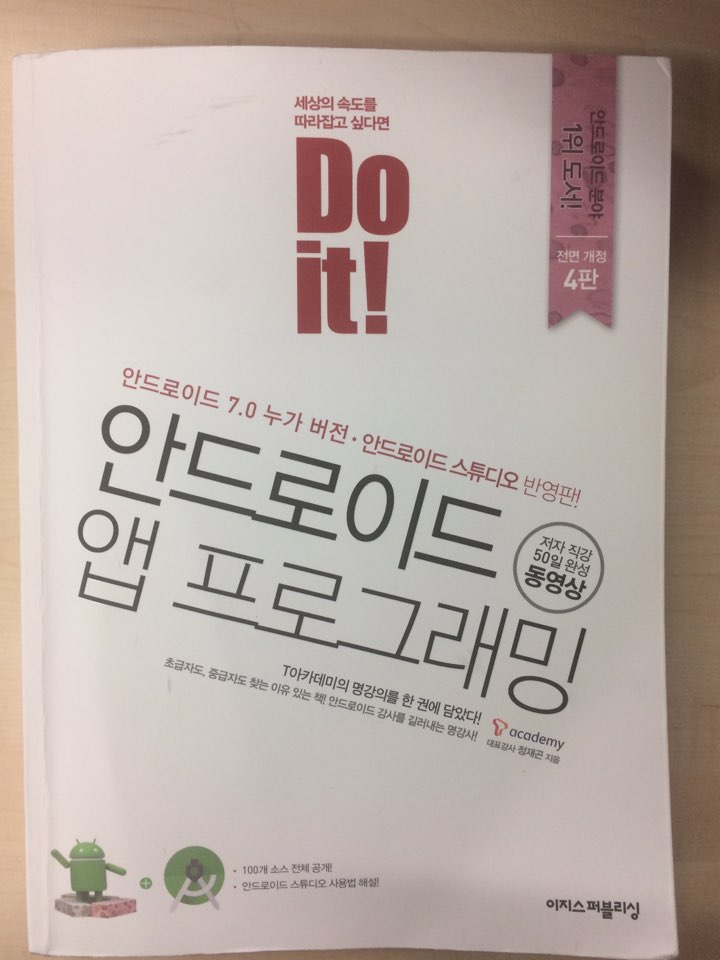 세상의 속도를
따라잡고 싶다면
Do
it!
안드로이드 분야
1위 도서!
전면 개정
4판
안드로이드 7.0 누가 버전 · 안드로이드 스튜디오 반영판!
안드로이드
앱 프로그래밍
저자 직강
50일 완성
동영상
T아카데미의 명강의를 한 권에 담았다!
초급자도, 중급자도 찾는 이유 있는 책! 안드로이드 강사를 길러내는 명강사!
T academy
대표강사 정재곤 지음
+
• 100개 소스 전체 공개!
• 안드로이드 스튜디오 사용법 해설!
이지스퍼블리싱